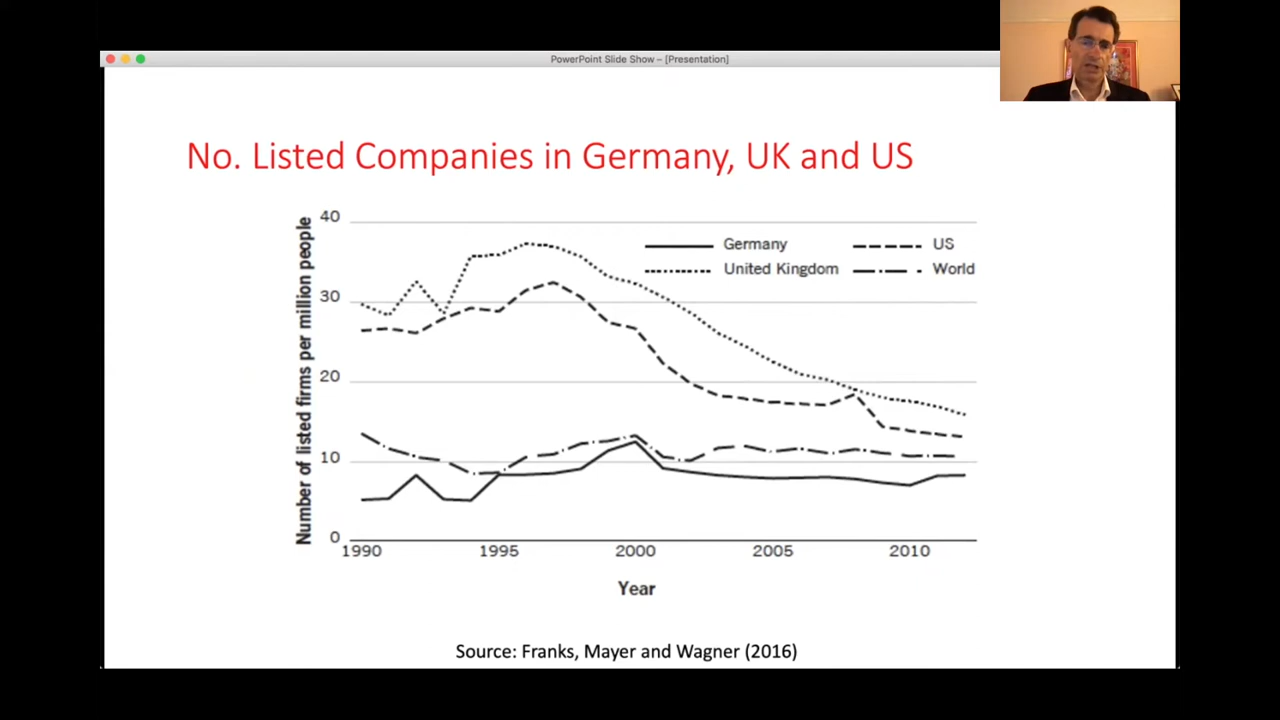 PowerPoint Slide Show – [Presentation]
No. Listed Companies in Germany, UK and US
Number of listed firms per million people
40
30
20
10
0
Germany
US
United Kingdom
World
1990
1995
2000
2005
2010
Year
Source: Franks, Mayer and Wagner (2016)